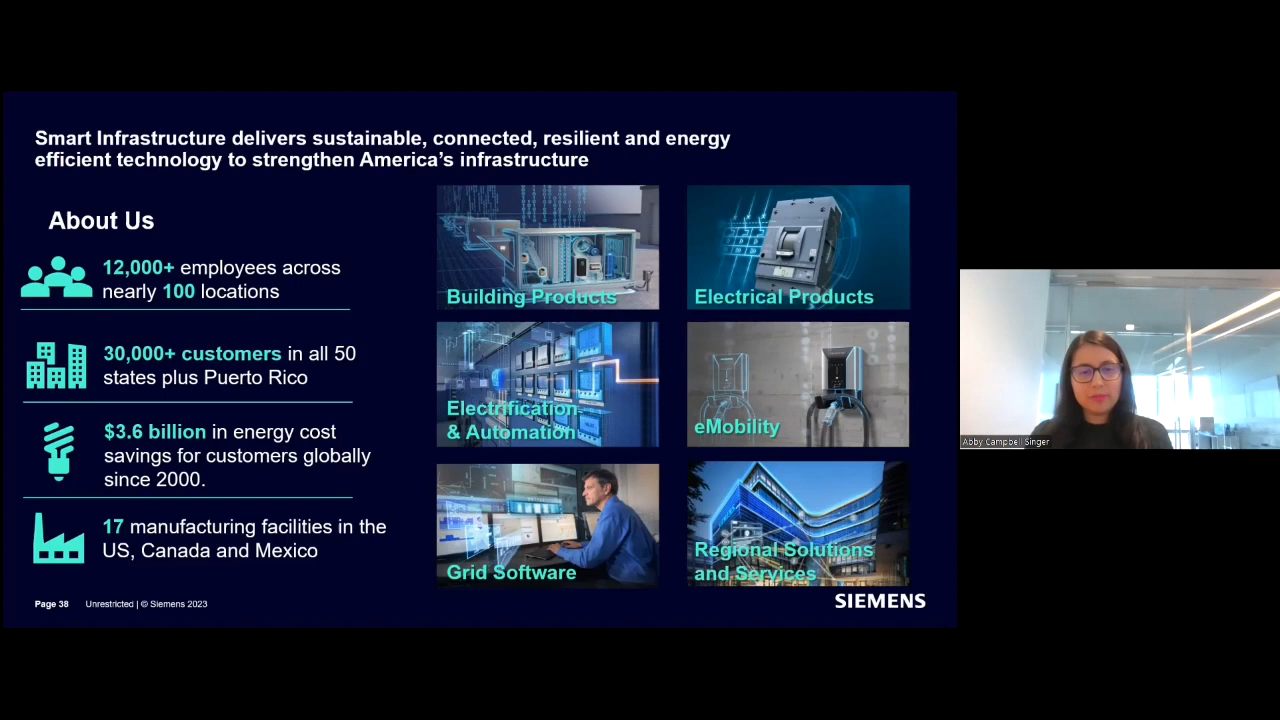 Smart Infrastructure delivers sustainable, connected, resilient and energy
efficient technology to strengthen America's infrastructure
About Us
12,000+ employees across
nearly 100 locations
30,000+ customers in all 50
states plus Puerto Rico
$3.6 billion in energy cost
savings for customers globally
since 2000.
17 manufacturing facilities in the
US, Canada and Mexico
Building Products
Electrical Products
Electrification
& Automation
eMobility
Grid Software
Regional Solutions
and Services
Page 38 Unrestricted | © Siemens 2023
SIEMENS
Abby Campbell Singer